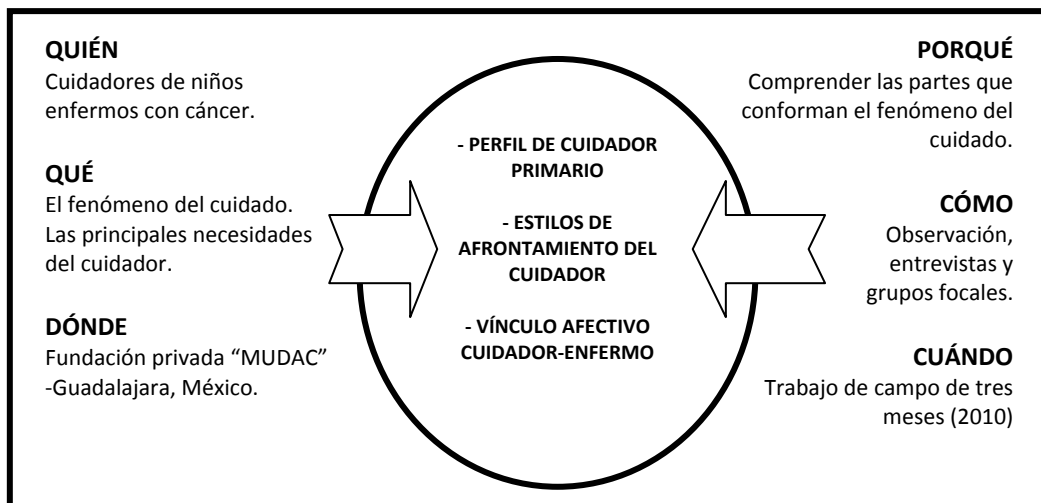 QUIÉN
Cuidadores de niños
enfermos con cáncer.
QUÉ
El fenómeno del cuidado.
Las principales necesidades
del cuidador.
DÓNDE
Fundación privada “MUDAC”
-Guadalajara, México.
- PERFIL DE CUIDADOR
PRIMARIO
- ESTILOS DE
AFRONTAMIENTO DEL
CUIDADOR
- VÍNCULO AFECTIVO
CUIDADOR-ENFERMO
PORQUÉ
Comprender las partes que
conforman el fenómeno del
cuidado.
CÓMO
Observación,
entrevistas y
grupos focales.
CUÁNDO
Trabajo de campo de tres
meses (2010)